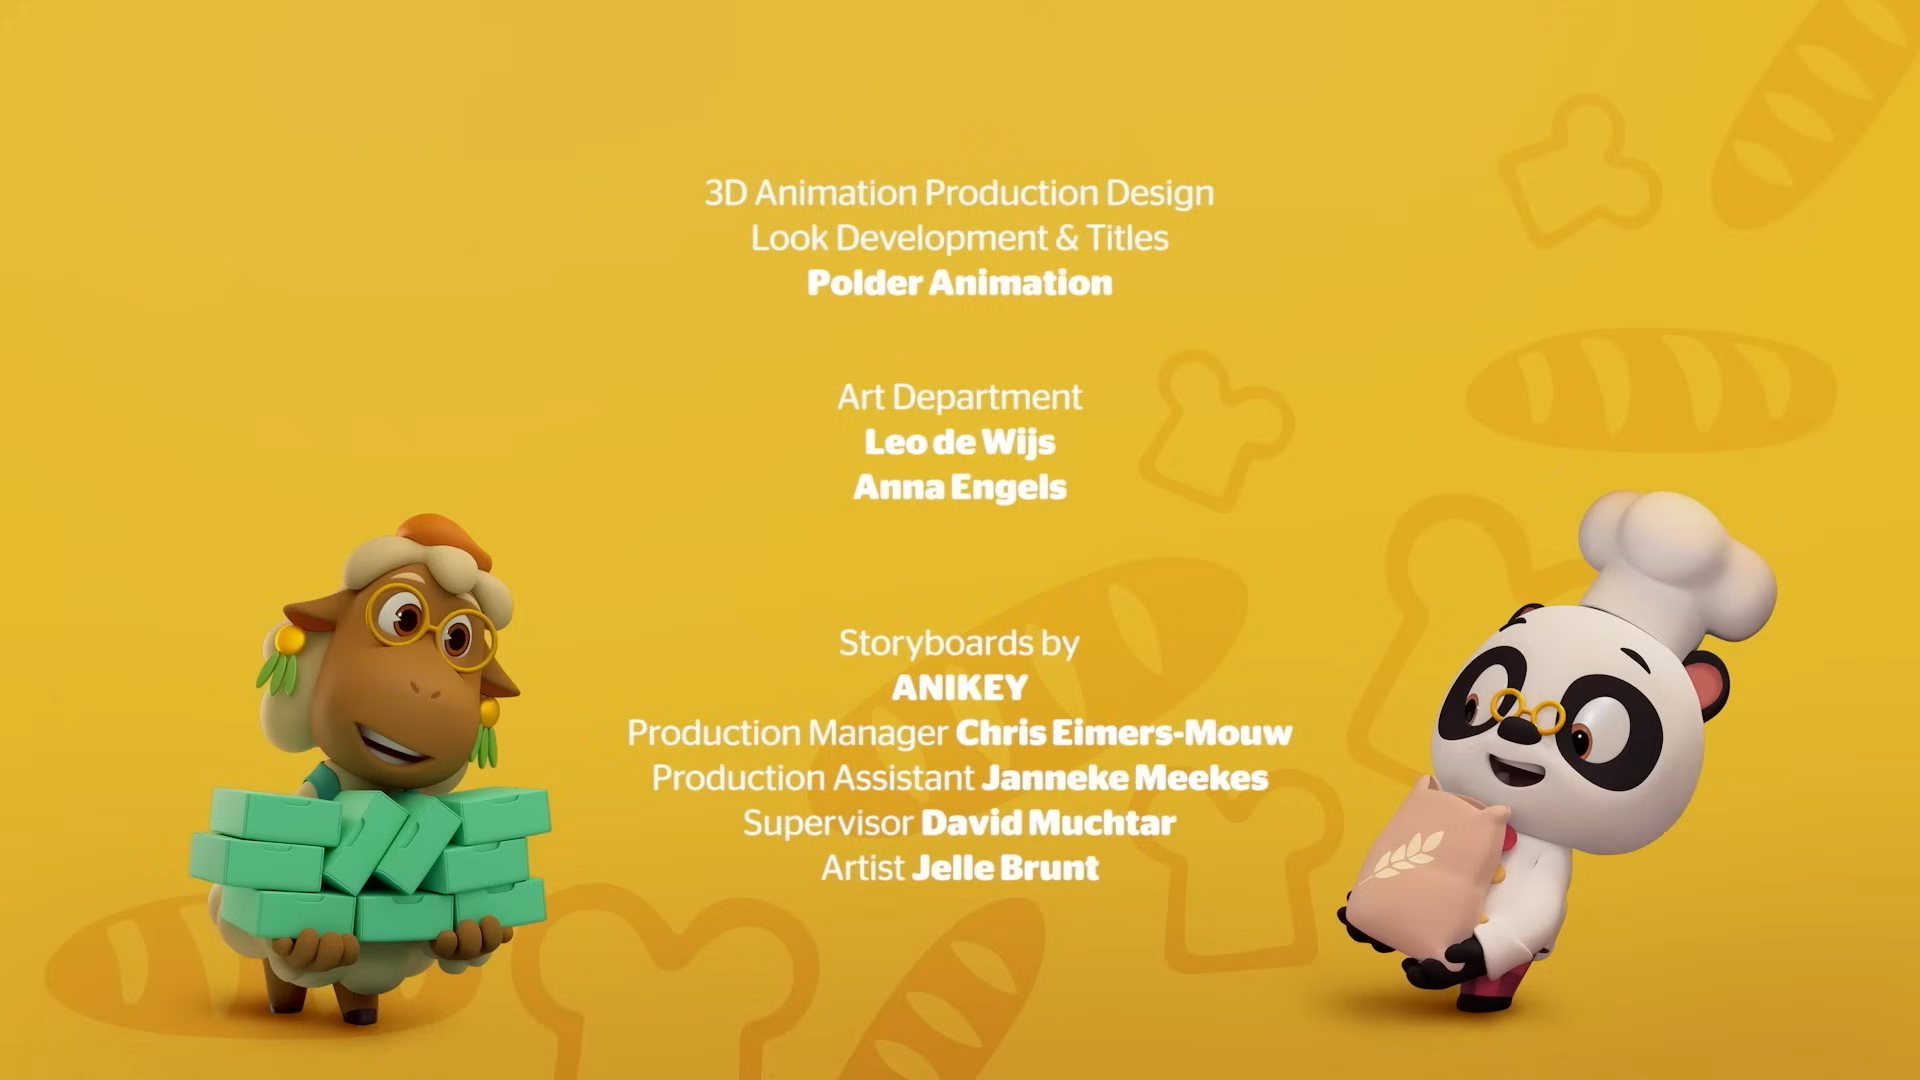 3D Animation Production Design
Look Development & Titles
Polder Animation
Art Department
Leo de Wijs
Anna Engels
Storyboards by
ANIKEY
Production Manager Chris Eimers-Mouw
Production Assistant Janneke Meekes
Supervisor David Muchtar
Artist Jelle Brunt